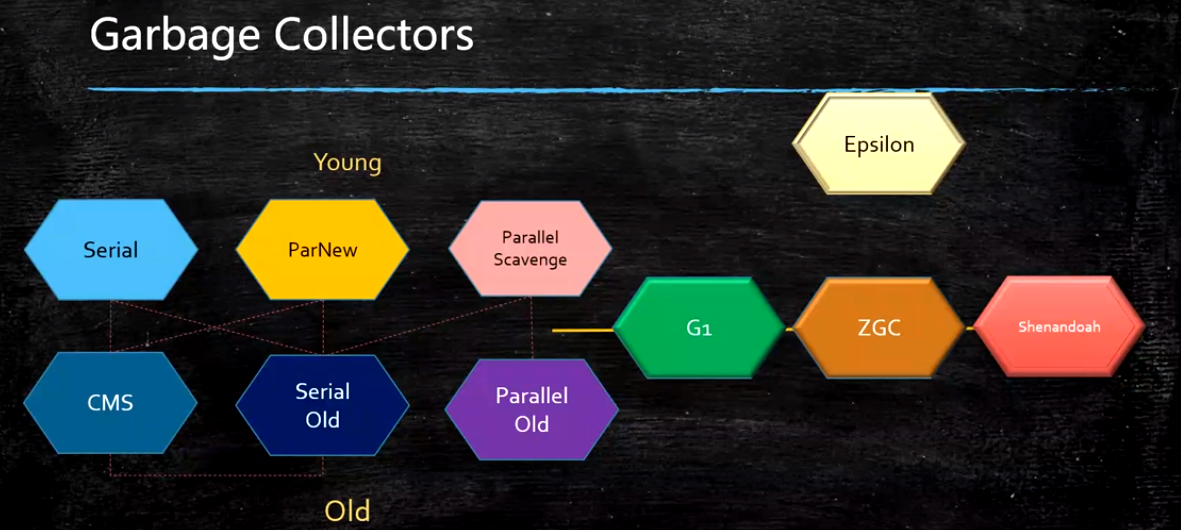 Garbage Collectors
Epsilon
Young
Serial
ParNew
Parallel
Scavenge
G1
ZGC
Shenandoah
CMS
Serial
Old
Parallel
Old
Old